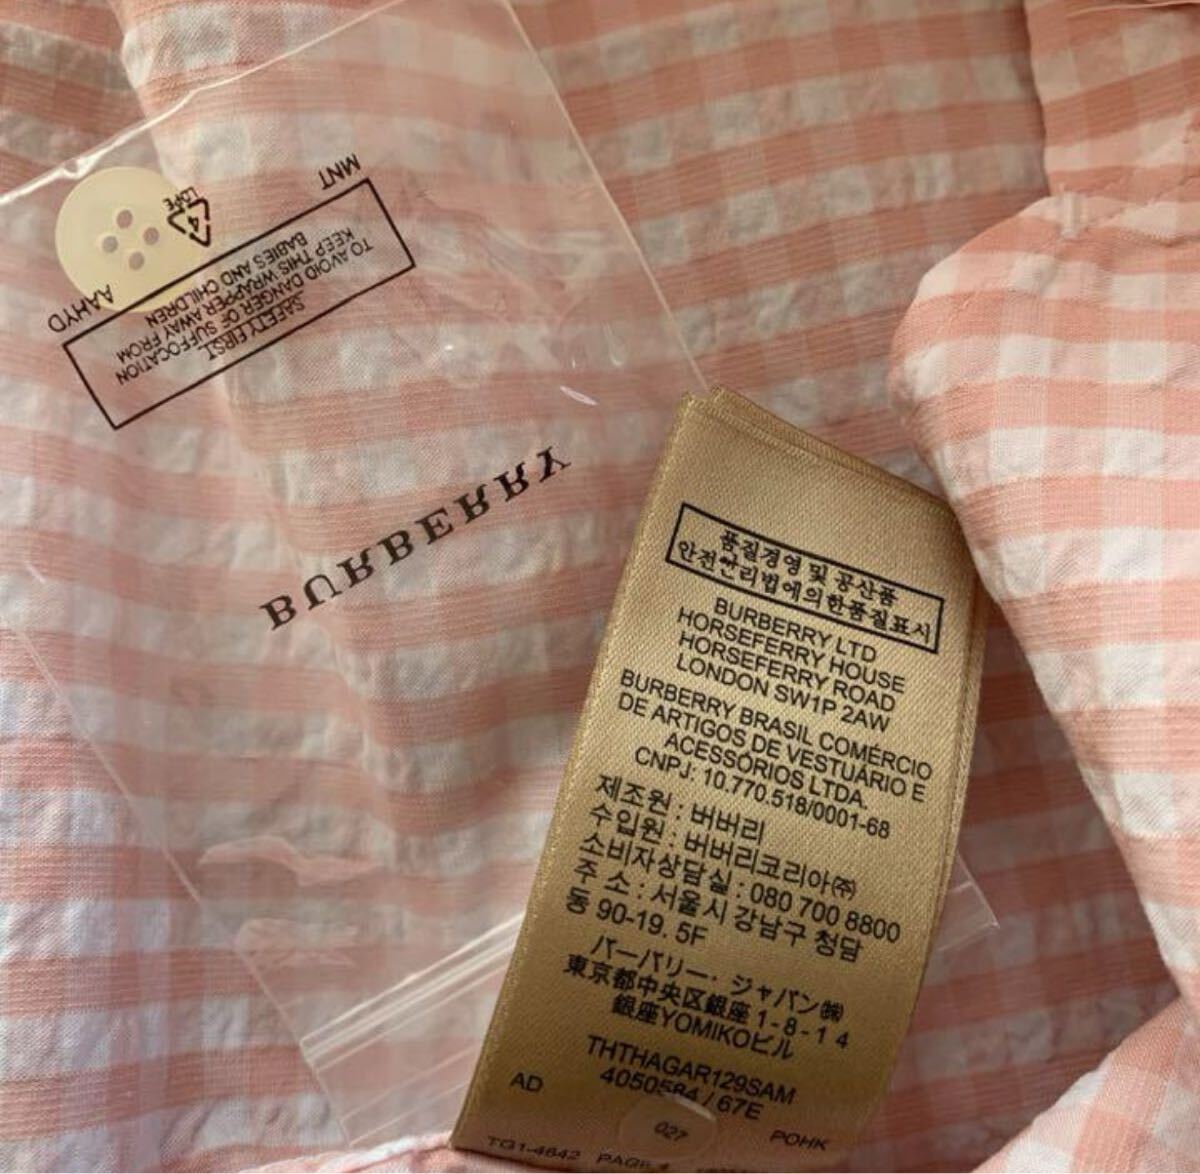 MNT
4
LDPE
AAHYD
SAFETY FIRST
TO AVOID DANGER OF SUFFOCATION
KEEP THIS WRAPPER AWAY FROM
BABIES AND CHILDREN
BURBERRY
품질경영 및 공산품
안전관리법에의한품질표시
BURBERRY LTD
HORSEFERRY HOUSE
HORSEFERRY ROAD
LONDON SW1P 2AW
BURBERRY BRASIL COMÉRCIO
DE ARTIGOS DE VESTUÁRIO E
ACESSÓRIOS LTDA.
CNPJ: 10.770.518/0001-68
제조원 : 버버리
수입원 : 버버리코리아㈜
소비자상담실 : 080 700 8800
주 소 : 서울시 강남구 청담
동 90-19. 5F
バーバリー・ジャパン㈱
東京都中央区銀座 1 - 8 - 1 4
銀座YOMIKOビル
THTHAGAR129SAM
4050584 / 67E
AD
027
POHK
TG1-4642 PAGE